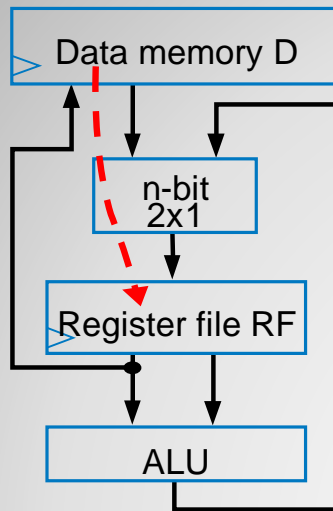 Data memory D
n-bit
2x1
Register file RF
ALU